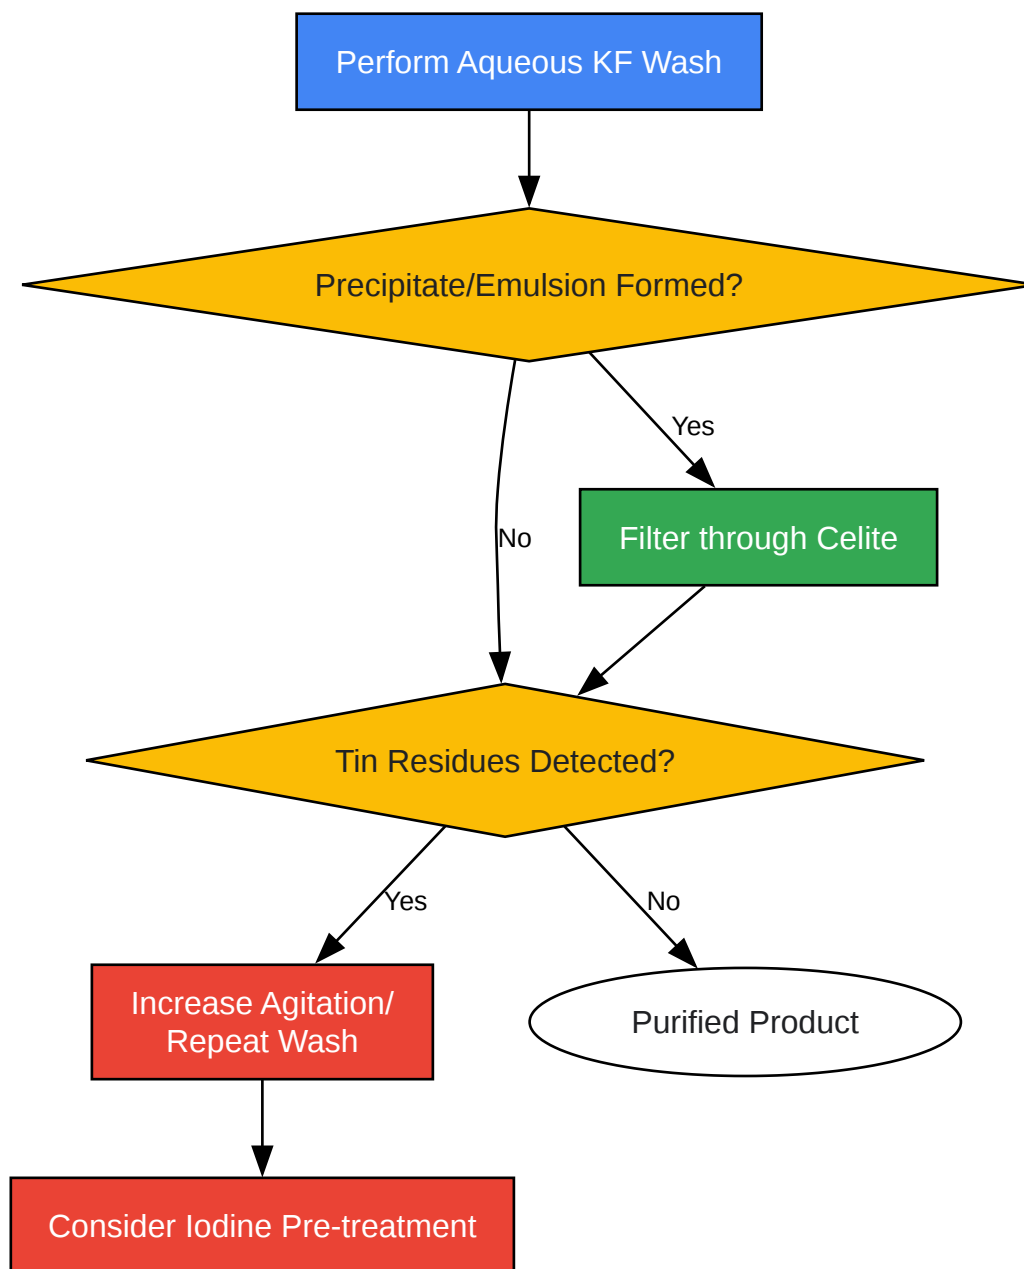 Perform Aqueous KF Wash
Precipitate/Emulsion Formed?
Yes
No
Filter through Celite
Tin Residues Detected?
Yes
No
Increase Agitation/
Repeat Wash
Purified Product
Consider Iodine Pre-treatment